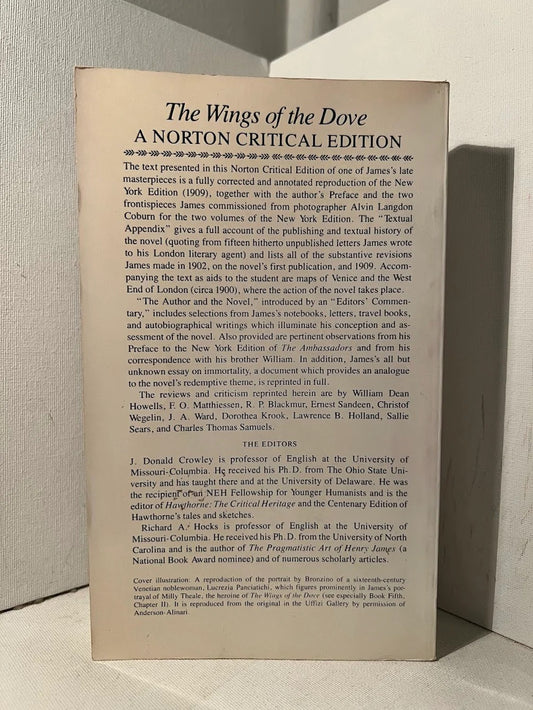 The Wings of the Dove
A NORTON CRITICAL EDITION
The text presented in this Norton Critical Edition of one of James's late
masterpieces is a fully corrected and annotated reproduction of the New
York Edition (1909), together with the author's Preface and the two
frontispieces James commissioned from photographer Alvin Langdon
Coburn for the two volumes of the New York Edition. The "Textual
Appendix" gives a full account of the publishing and textual history of
the novel (quoting from fifteen hitherto unpublished letters James wrote
to his London literary agent) and lists all of the substantive revisions
James made in 1902, on the novel's first publication, and 1909. Accom-
panying the text as aids to the student are maps of Venice and the West
End of London (circa 1900), where the action of the novel takes place.
"The Author and the Novel," introduced by an "Editors' Commen-
tary," includes selections from James's notebooks, letters, travel books,
and autobiographical writings which illuminate his conception and as-
sessment of the novel. Also provided are pertinent observations from his
Preface to the New York Edition of The Ambassadors and from his
correspondence with his brother William. In addition, James's all but
unknown essay on immortality, a document which provides an analogue
to the novel's redemptive theme, is reprinted in full.
The reviews and criticism reprinted herein are by William Dean
Howells, F. O. Matthiessen, R. P. Blackmur, Ernest Sandeen, Christof
Wegelin, J. A. Ward, Dorothea Krook, Lawrence B. Holland, Sallie
Sears, and Charles Thomas Samuels.
THE EDITORS
J. Donald Crowley is professor of English at the University of
Missouri-Columbia. He received his Ph.D. from The Ohio State Uni-
versity and has taught there and at the University of Delaware. He was
the recipient of an NEH Fellowship for Younger Humanists and is the
editor of Hawthorne: The Critical Heritage and the Centenary Edition of
Hawthorne's tales and sketches.
Richard A. Hocks is professor of English at the University of
Missouri-Columbia. He received his Ph.D. from the University of North
Carolina and is the author of The Pragmatistic Art of Henry James (a
National Book Award nominee) and of numerous scholarly articles.
Cover illustration: A reproduction of the portrait by Bronzino of a sixteenth-century
Venetian noblewoman, Lucrezia Panciatichi, which figures prominently in James's por-
trayal of Milly Theale, the heroine of The Wings of the Dove (see especially Book Fifth,
Chapter II). It is reproduced from the original in the Uffizi Gallery by permission of
Anderson-Alinari.